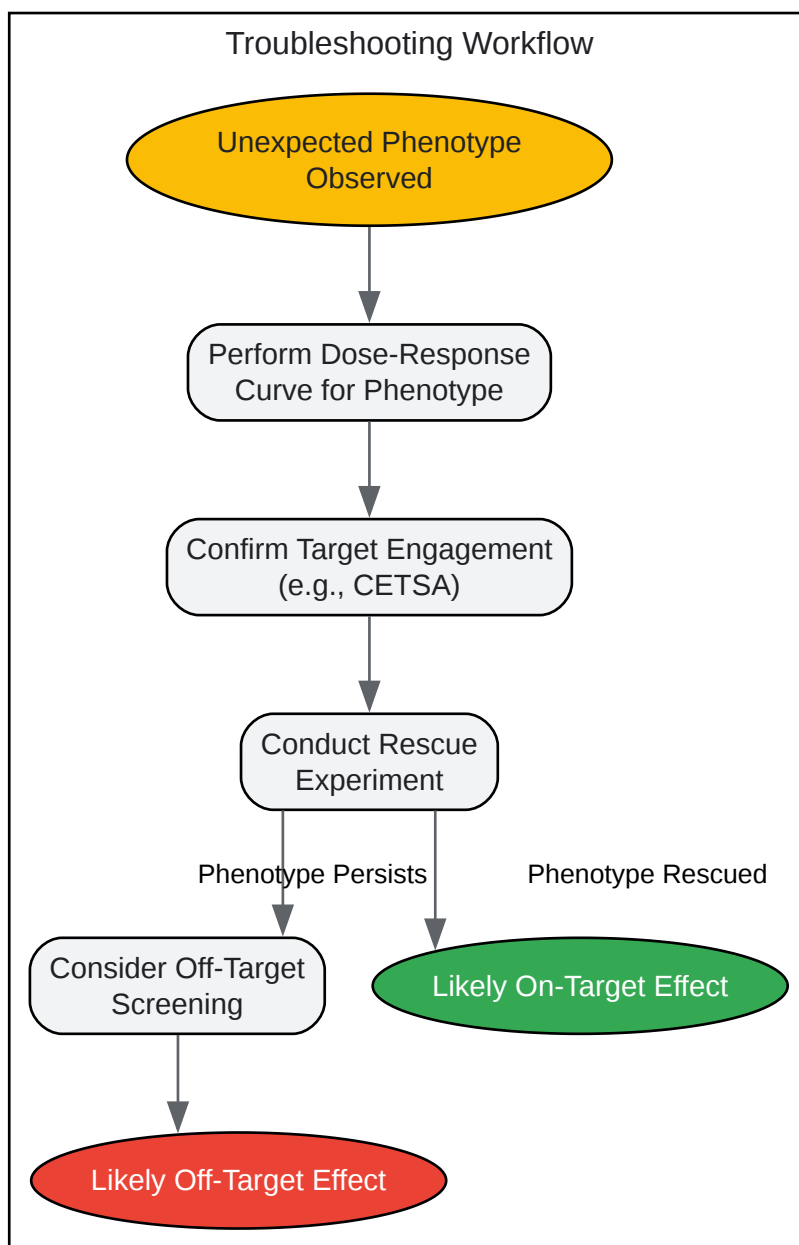 Troubleshooting Workflow
Unexpected Phenotype
Observed
Perform Dose-Response
Curve for Phenotype
Confirm Target Engagement
(e.g., CETSA)
Conduct Rescue
Experiment
Phenotype Persists
Phenotype Rescued
Consider Off-Target
Screening
Likely On-Target Effect
Likely Off-Target Effect